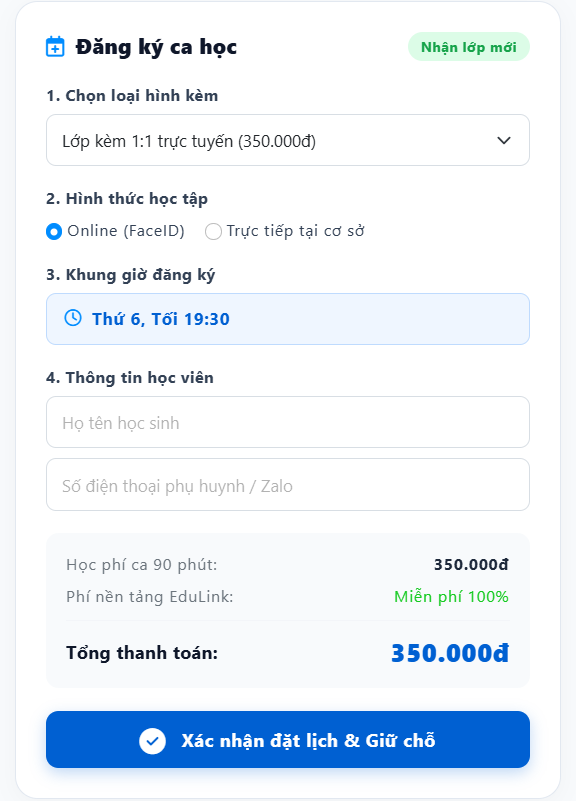 Đăng ký ca học
Nhận lớp mới
1. Chọn loại hình kèm
Lớp kèm 1:1 trực tuyến (350.000đ)
2. Hình thức học tập
Online (FaceID)
Trực tiếp tại cơ sở
3. Khung giờ đăng ký
Thứ 6, Tối 19:30
4. Thông tin học viên
Họ tên học sinh
Số điện thoại phụ huynh / Zalo
Học phí ca 90 phút: 350.000đ
Phí nền tảng EduLink: Miễn phí 100%
Tổng thanh toán: 350.000đ
Xác nhận đặt lịch & Giữ chỗ